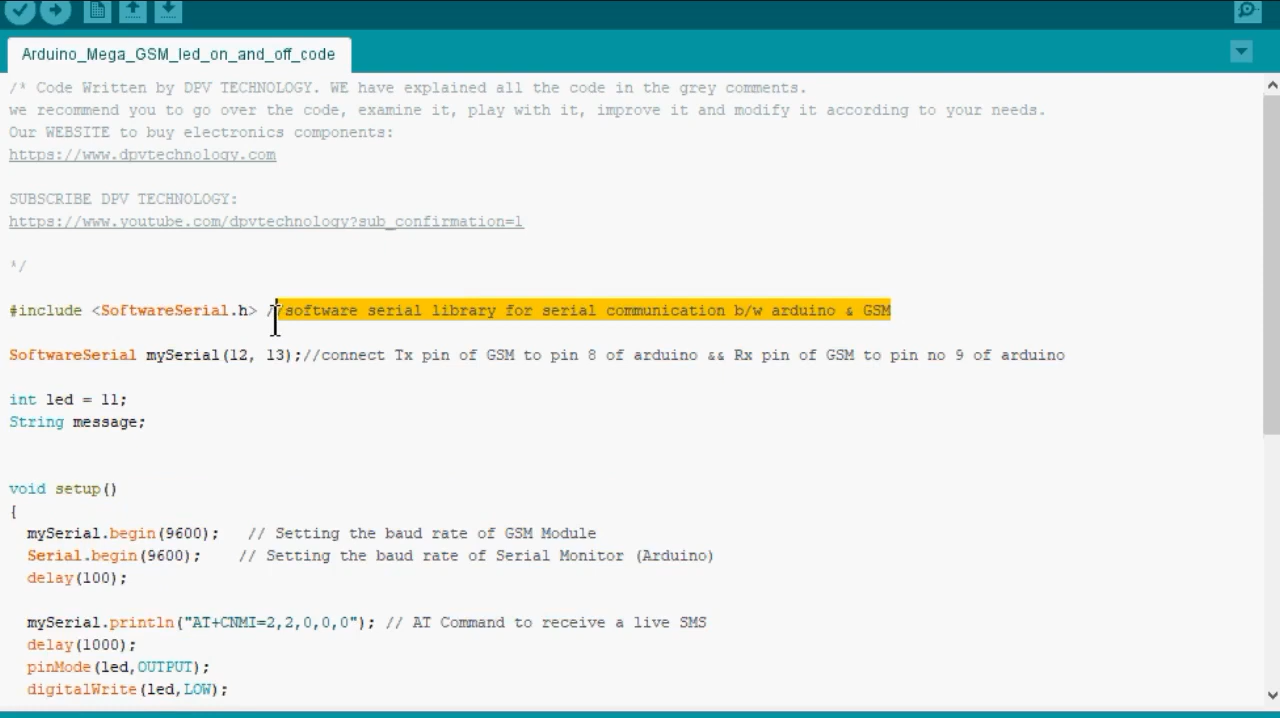 Arduino_Mega_GSM_led_on_and_off_code
/* Code Written by DPV TECHNOLOGY. WE have explained all the code in the grey comments.
we recommend you to go over the code, examine it, play with it, improve it and modify it according to your needs.
Our WEBSITE to buy electronics components:
https://www.dpvtechnology.com
SUBSCRIBE DPV TECHNOLOGY:
https://www.youtube.com/dpvtechnology?sub_confirmation=1
*/
#include <SoftwareSerial.h> //software serial library for serial communication b/w arduino & GSM
SoftwareSerial mySerial(12, 13);//connect Tx pin of GSM to pin 8 of arduino && Rx pin of GSM to pin no 9 of arduino
int led = 11;
String message;
void setup()
{
mySerial.begin(9600); // Setting the baud rate of GSM Module
Serial.begin(9600); // Setting the baud rate of Serial Monitor (Arduino)
delay(100);
mySerial.println("AT+CNMI=2,2,0,0,0"); // AT Command to receive a live SMS
delay(1000);
pinMode(led,OUTPUT);
digitalWrite(led,LOW);